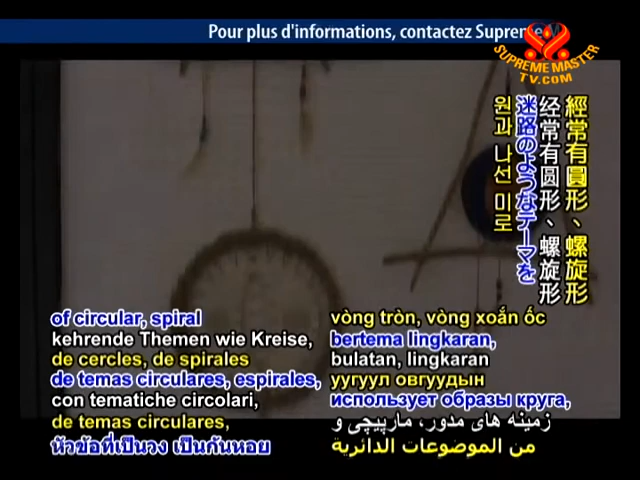 Pour plus d'informations, contactez Supreme
SUPREME MASTER
TV.COM
經常有圓形、螺旋形
经常有圆形、螺旋形
迷路のようなテーマを
원과 나선 미로
of circular, spiral
kehrende Themen wie Kreise,
de cercles, de spirales
de temas circulares, espirales,
con tematiche circolari,
de temas circulares,
หัวข้อที่เป็นวง เป็นก้นหอย
vòng tròn, vòng xoắn ốc
bertema lingkaran,
bulatan, lingkaran
уугуул овгуудын
использует образы круга,
زمینه های مدور، مارپیچی و
من الموضوعات الدائرية